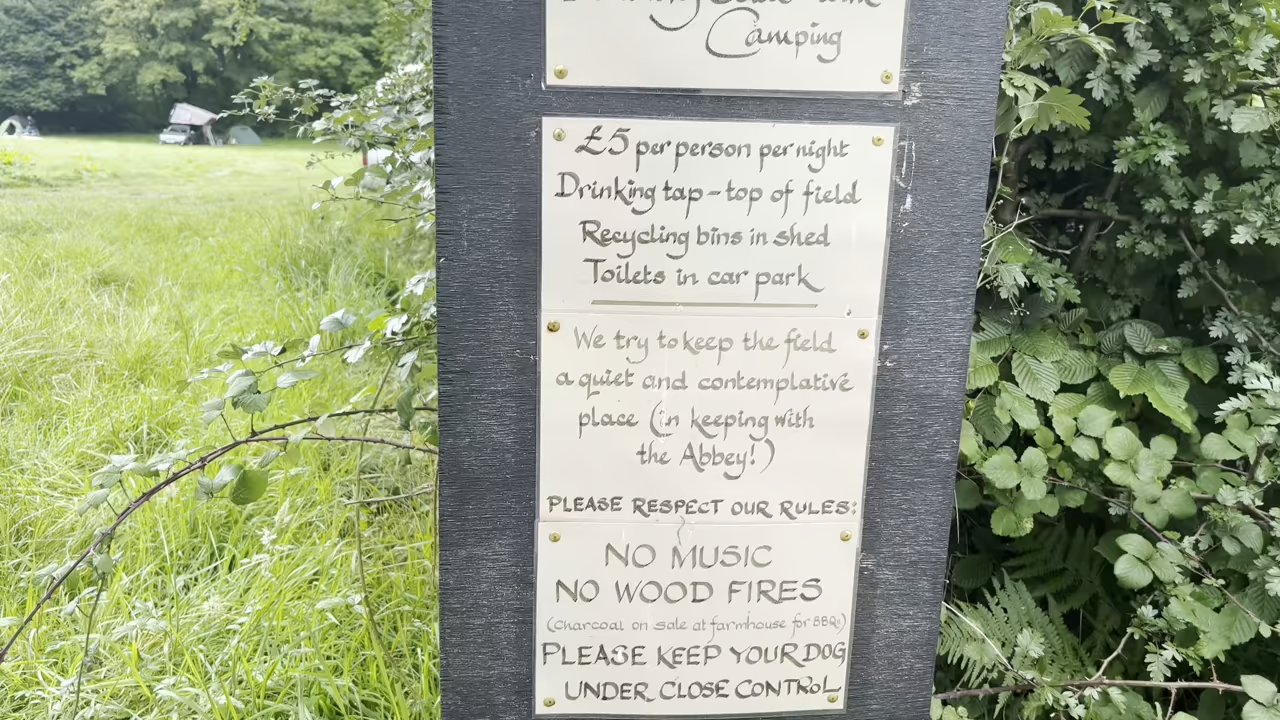 Camping
£5 per person per night
Drinking tap - top of field
Recycling bins in shed
Toilets in car park
We try to keep the field
a quiet and contemplative
place (in keeping with
the Abbey!)
PLEASE RESPECT OUR RULES:
NO MUSIC
NO WOOD FIRES
(Charcoal on sale at farmhouse for BBQs)
PLEASE KEEP YOUR DOG
UNDER CLOSE CONTROL